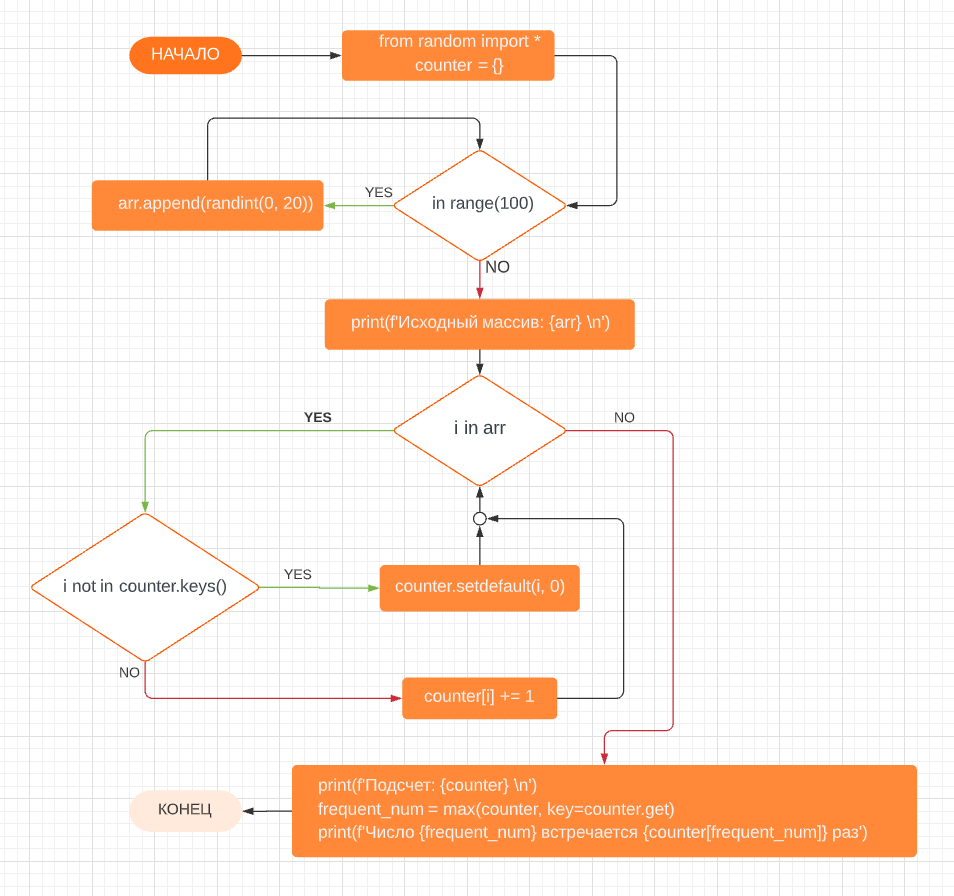 НАЧАЛО
from random import *
counter = {}
YES
arr.append(randint(0, 20))
in range(100)
NO
print(f'Исходный массив: {arr} \n')
YES
i in arr
NO
i not in counter.keys()
YES
counter.setdefault(i, 0)
NO
counter[i] += 1
print(f'Подсчет: {counter} \n')
frequent_num = max(counter, key=counter.get)
print(f'Число {frequent_num} встречается {counter[frequent_num]} раз')
КОНЕЦ